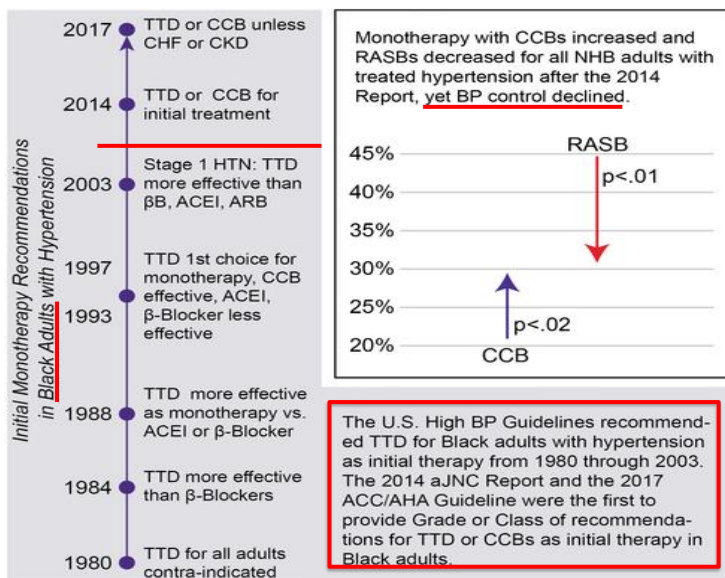 Initial Monotherapy Recommendations
in Black Adults with Hypertension
2017
TTD or CCB unless
CHF or CKD
2014
TTD or CCB for
initial treatment
2003
Stage 1 HTN: TTD
more effective than
βB, ACEI, ARB
1997
1993
TTD 1st choice for
monotherapy, CCB
effective, ACEI,
β-Blocker less
effective
1988
TTD more effective
as monotherapy vs.
ACEI or β-Blocker
1984
TTD more effective
than β-Blockers
1980
TTD for all adults
contra-indicated
Monotherapy with CCBs increased and
RASBs decreased for all NHB adults with
treated hypertension after the 2014
Report, yet BP control declined.
45%
40%
35%
30%
25%
20%
RASB
p<.01
p<.02
CCB
The U.S. High BP Guidelines recommend-
ed TTD for Black adults with hypertension
as initial therapy from 1980 through 2003.
The 2014 aJNC Report and the 2017
ACC/AHA Guideline were the first to
provide Grade or Class of recommenda-
tions for TTD or CCBs as initial therapy in
Black adults.